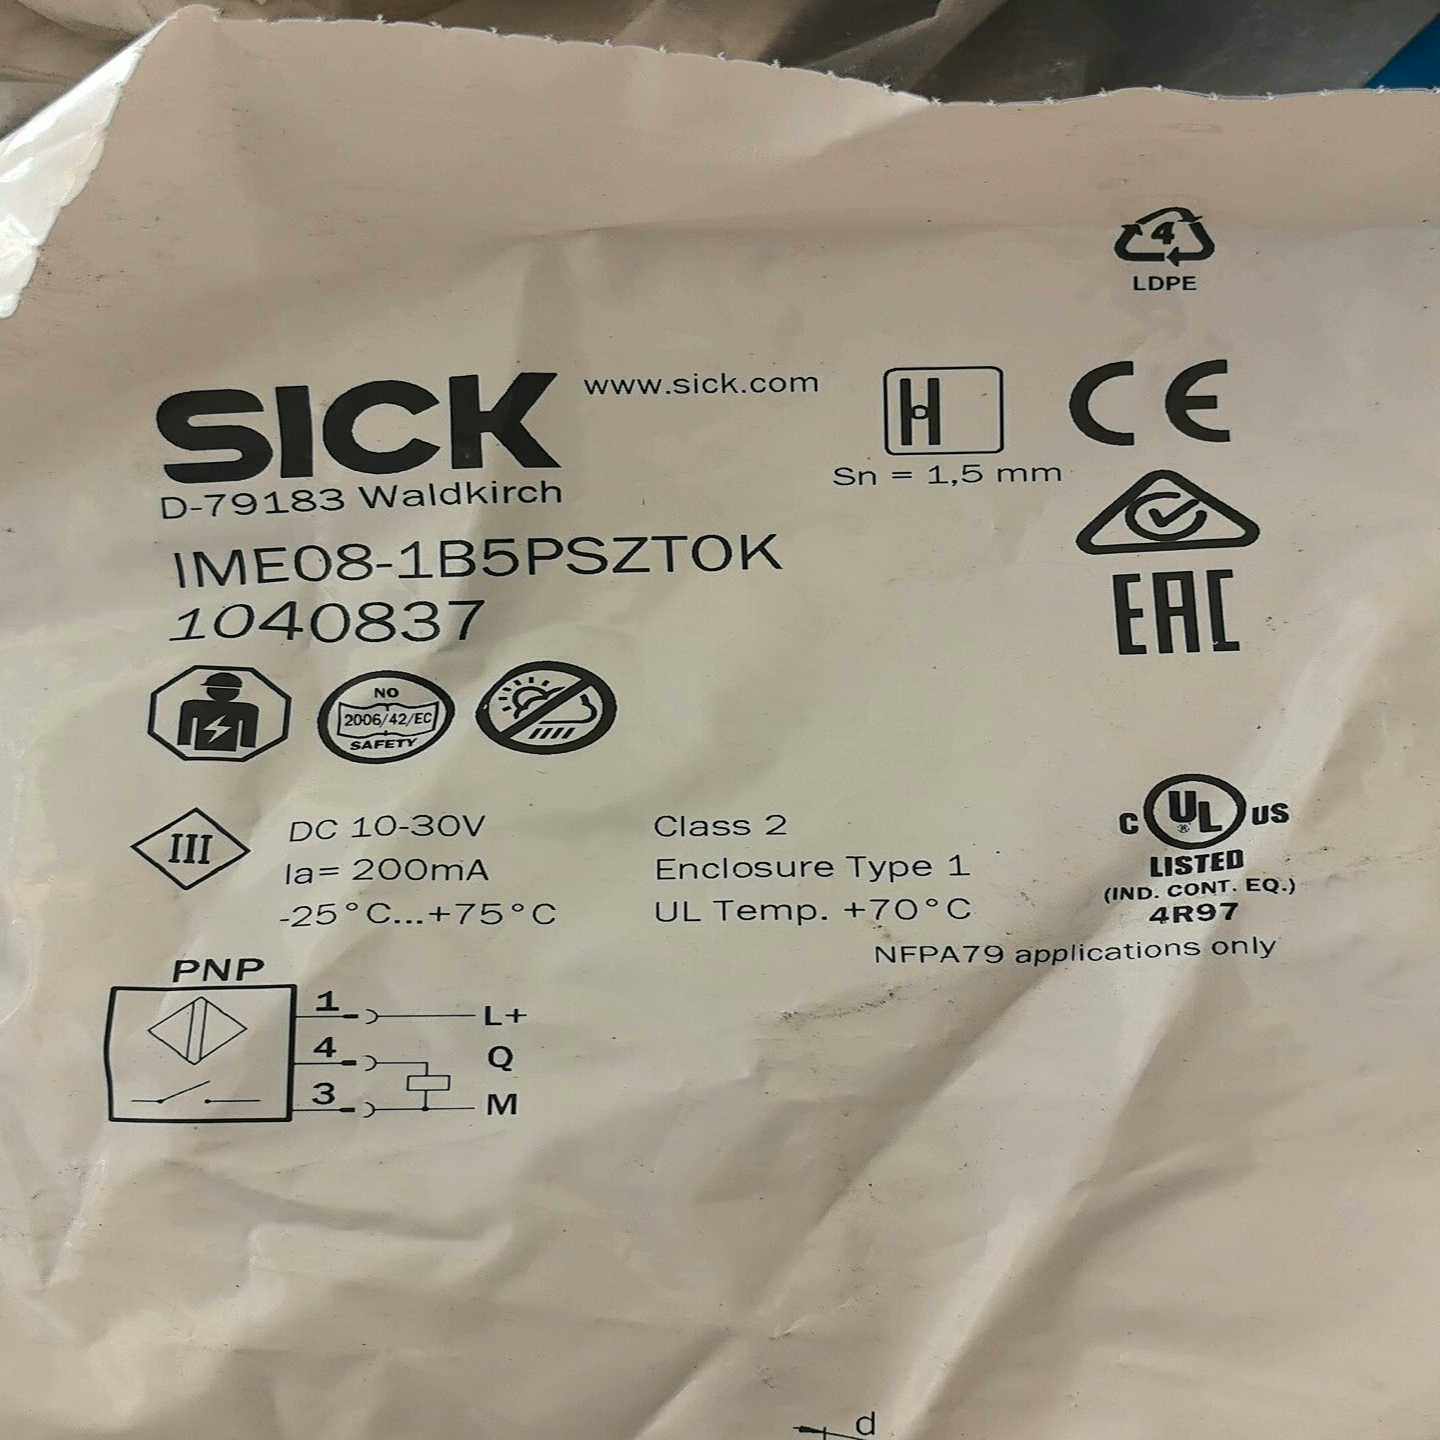 4
LDPE
SICK
www.sick.com
D-79183 Waldkirch
Sn = 1,5 mm
CE
EAC
IME08-1B5PSZT0K
1040837
NO
2006/42/EC
SAFETY
III
DC 10-30V
Ia= 200mA
-25°C...+75°C
Class 2
Enclosure Type 1
UL Temp. +70°C
C UL US
®
LISTED
(IND. CONT. EQ.)
4R97
NFPA79 applications only
PNP
1 L+
4 Q
3 M
d